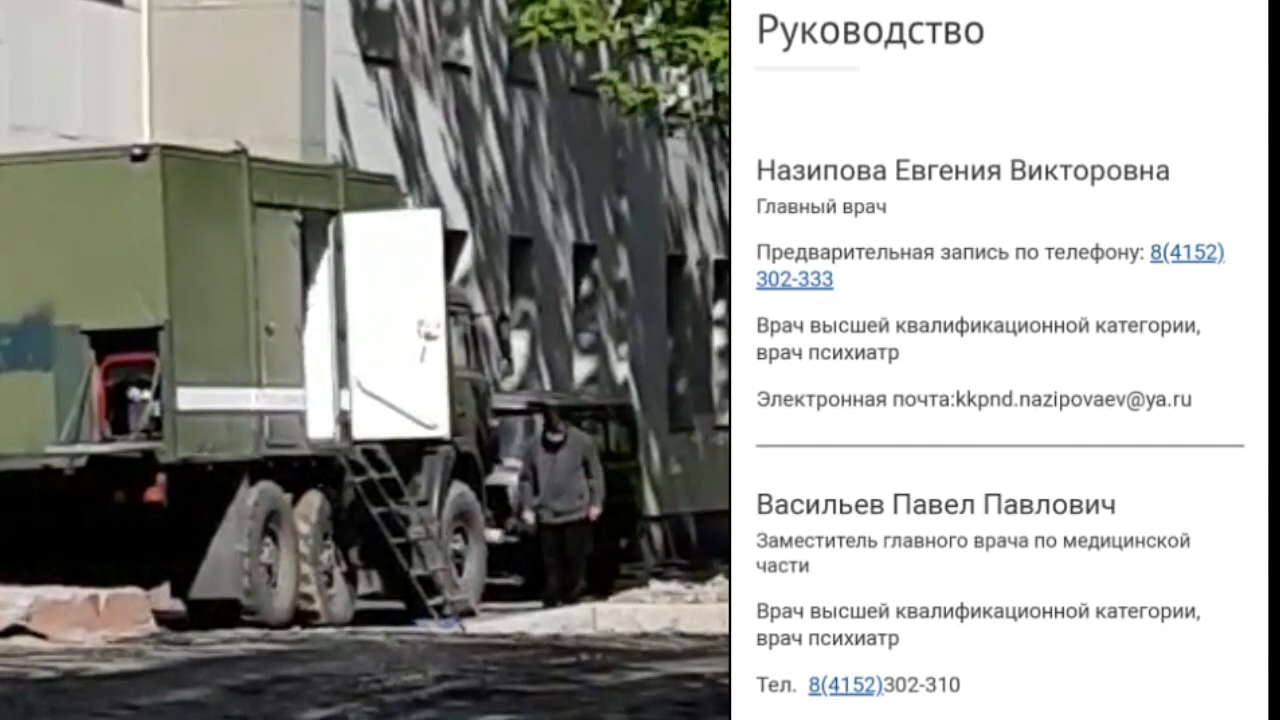 Руководство
Назипова Евгения Викторовна
Главный врач
Предварительная запись по телефону: 8(4152)
302-333
Врач высшей квалификационной категории,
врач психиатр
Электронная почта:kkpnd.nazipovaev@ya.ru
Васильев Павел Павлович
Заместитель главного врача по медицинской
части
Врач высшей квалификационной категории,
врач психиатр
Тел. 8(4152)302-310